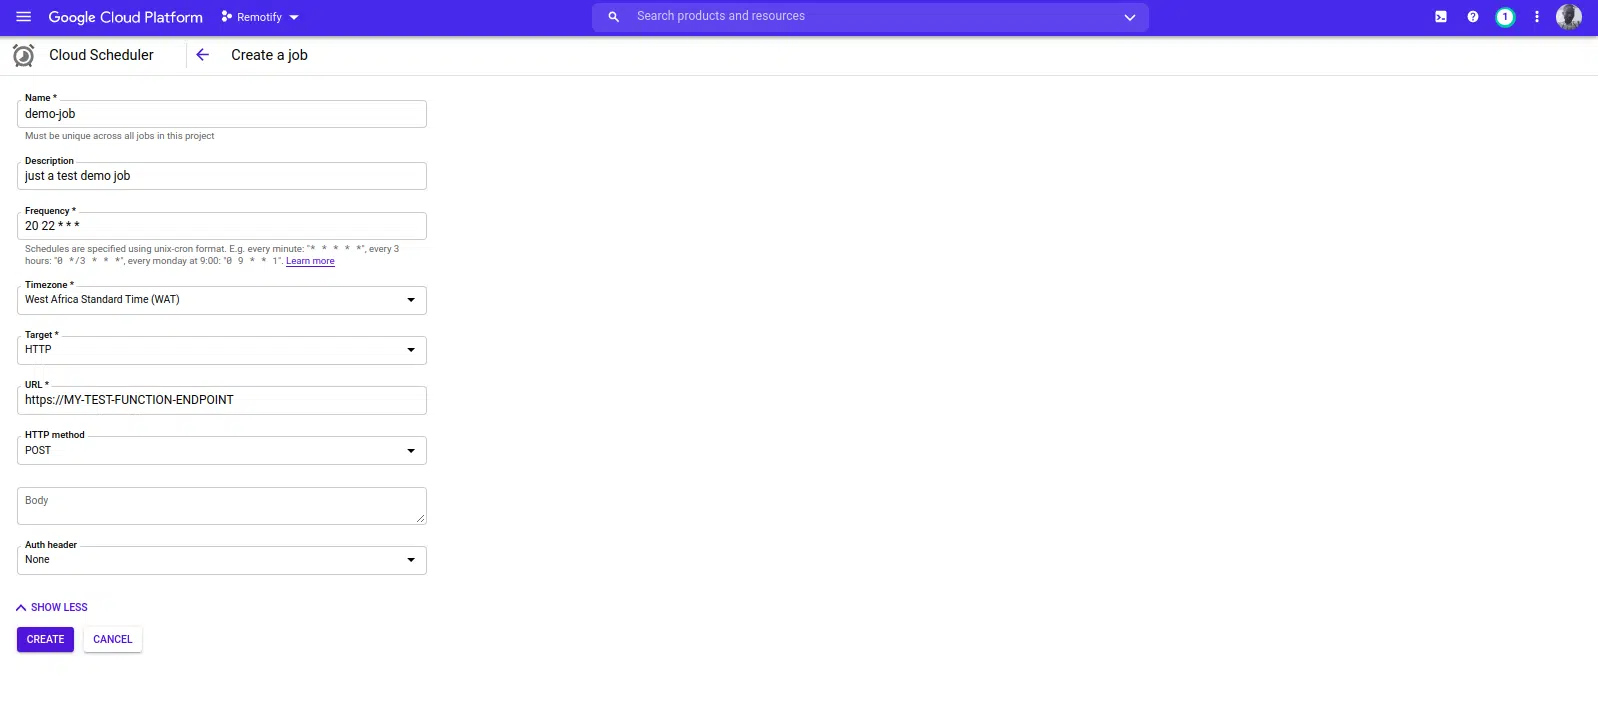 Google Cloud Platform
Remotify
Search products and resources
1
Cloud Scheduler
Create a job
Name *
demo-job
Must be unique across all jobs in this project
Description
just a test demo job
Frequency *
20 22 * * *
Schedules are specified using unix-cron format. E.g. every minute: "* * * * *", every 3
hours: "0 */3 * * *", every monday at 9:00: "0 9 * * 1". Learn more
Timezone *
West Africa Standard Time (WAT)
Target *
HTTP
URL *
https://MY-TEST-FUNCTION-ENDPOINT
HTTP method
POST
Body
Auth header
None
SHOW LESS
CREATE
CANCEL